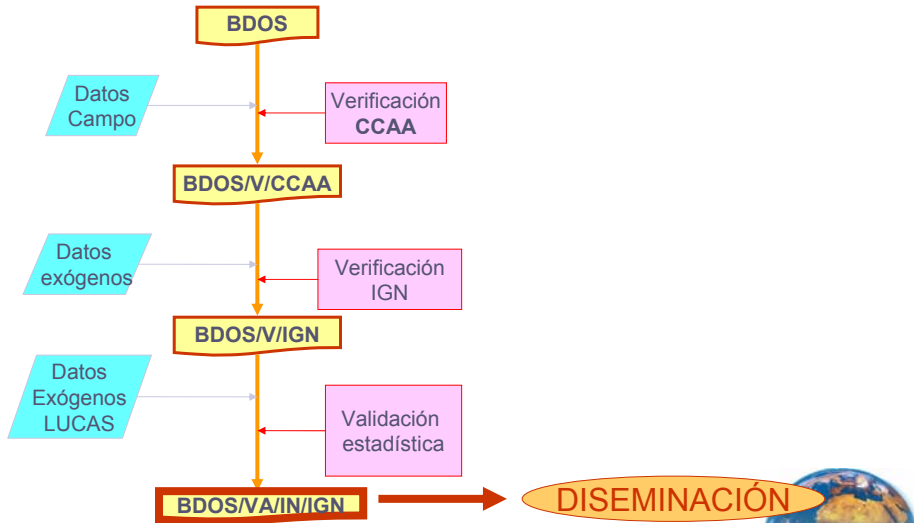 BDOS
Datos
Campo
Verificación
CCAA
BDOS/V/CCAA
Datos
exógenos
Verificación
IGN
BDOS/V/IGN
Datos
Exógenos
LUCAS
Validación
estadística
BDOS/VA/IN/IGN
DISEMINACIÓN